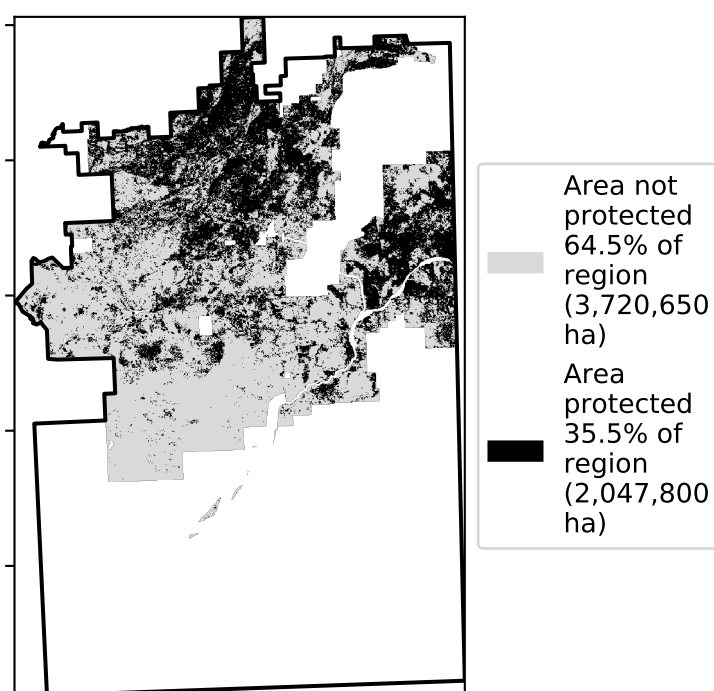 Area not
protected
64.5% of
region
(3,720,650
ha)
Area
protected
35.5% of
region
(2,047,800
ha)